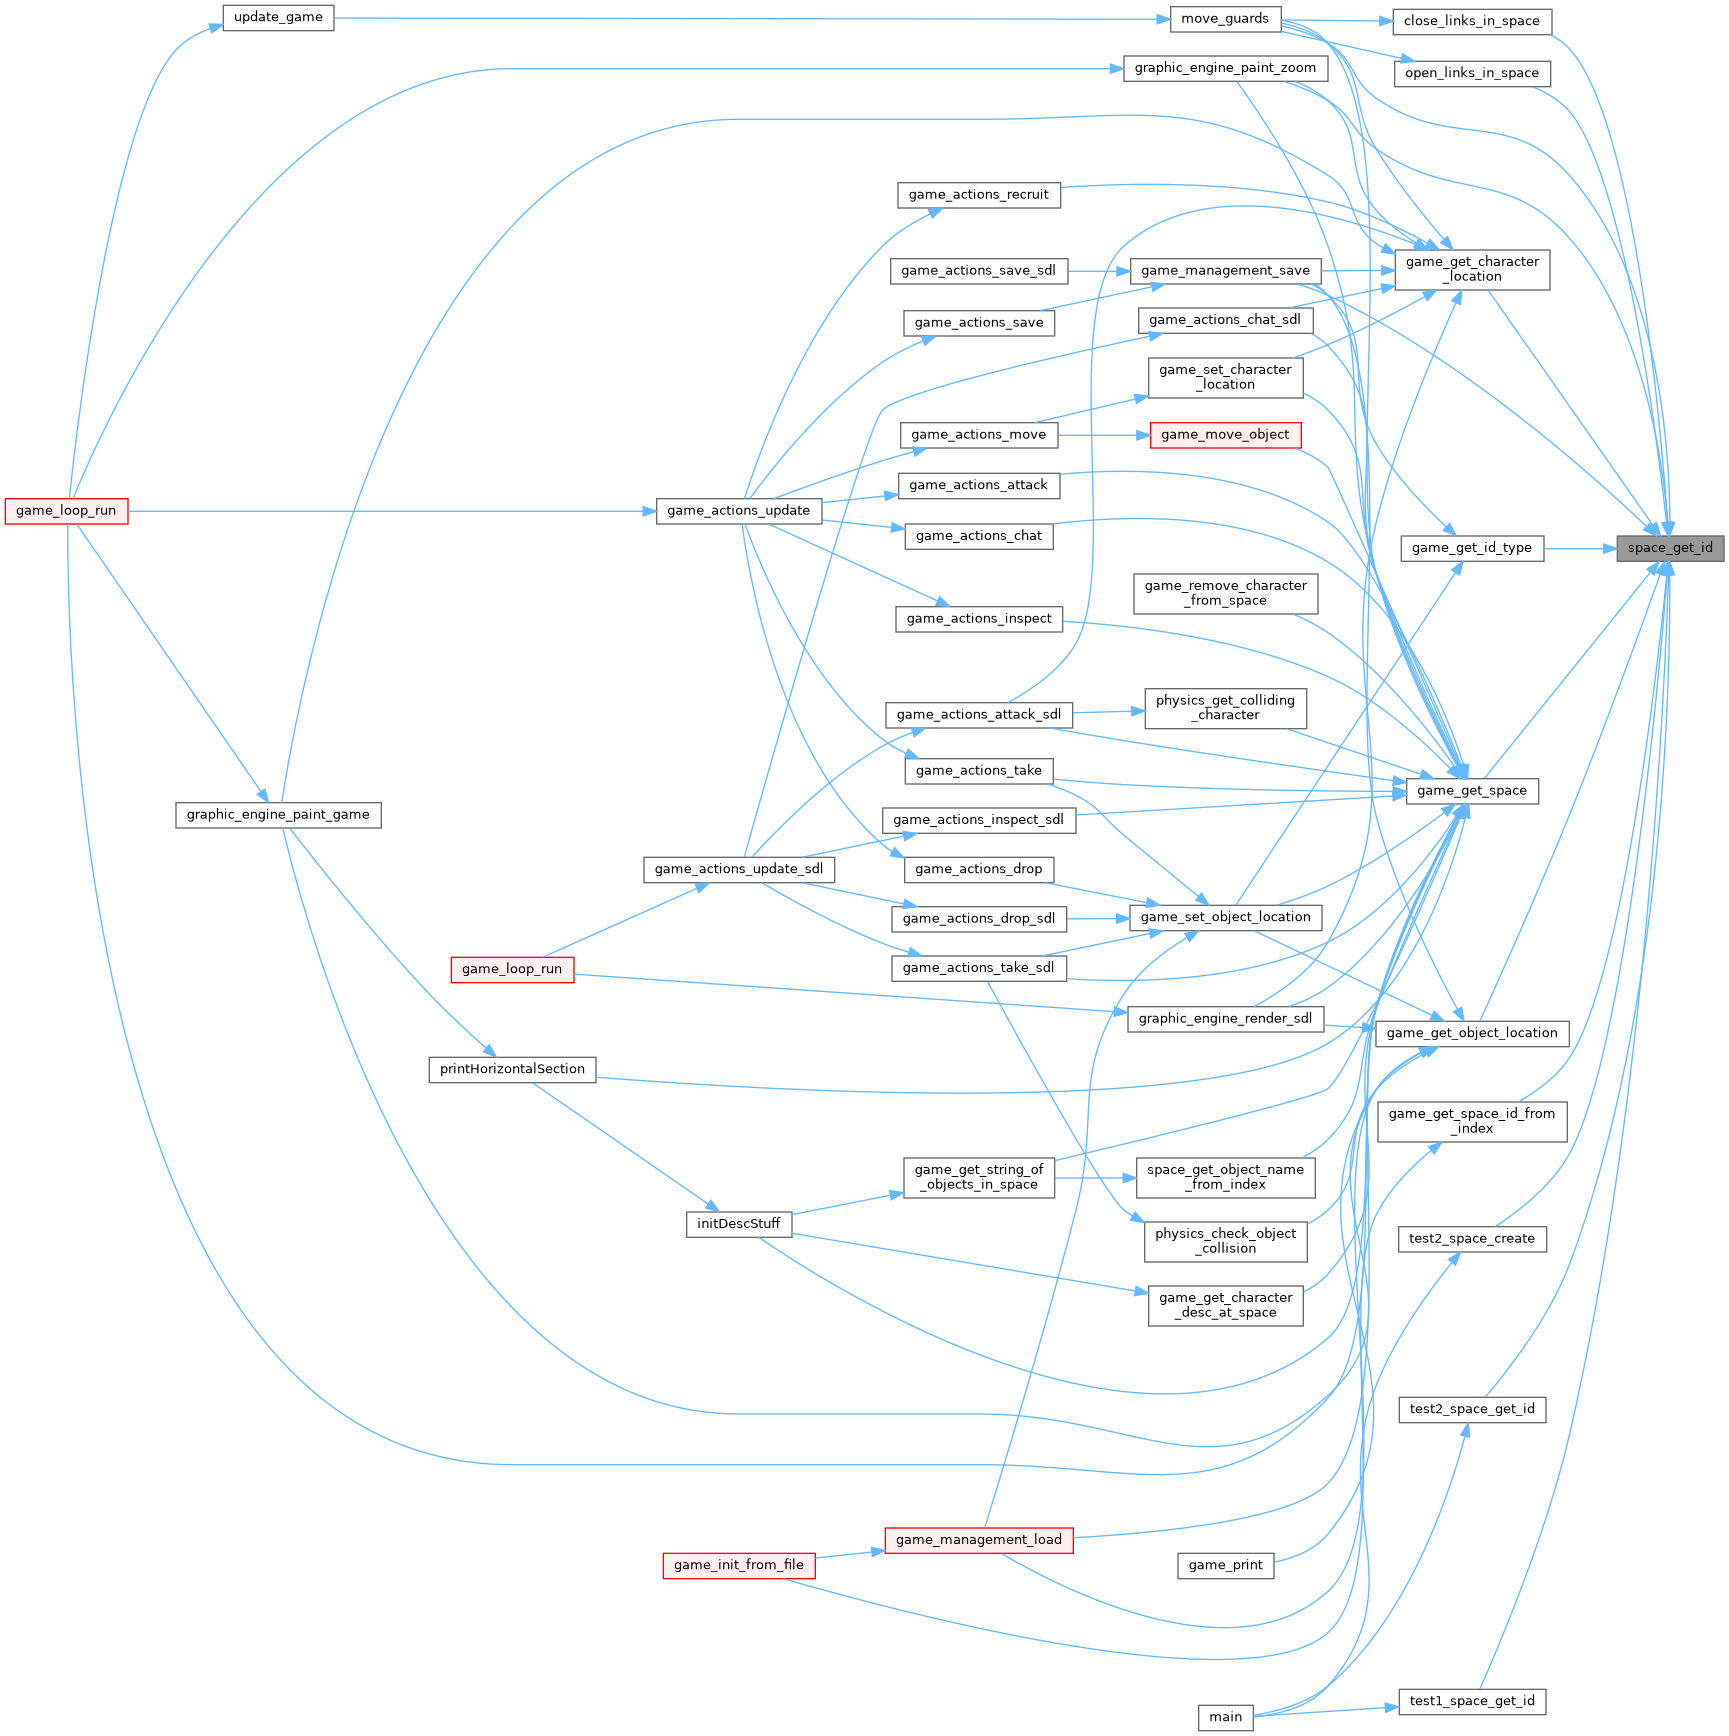 update_game
move_guards
close_links_in_space
graphic_engine_paint_zoom
open_links_in_space
game_actions_recruit
game_get_character
_location
game_actions_save_sdl
game_management_save
game_actions_save
game_actions_chat_sdl
game_set_character
_location
game_actions_move
game_move_object
game_actions_attack
game_loop_run
game_actions_update
game_actions_chat
game_get_id_type
space_get_id
game_remove_character
_from_space
game_actions_inspect
physics_get_colliding
_character
game_actions_attack_sdl
game_actions_take
game_get_space
graphic_engine_paint_game
game_actions_inspect_sdl
game_actions_update_sdl
game_actions_drop
game_actions_drop_sdl
game_set_object_location
game_loop_run
game_actions_take_sdl
graphic_engine_render_sdl
game_get_object_location
printHorizontalSection
game_get_space_id_from
_index
game_get_string_of
_objects_in_space
space_get_object_name
_from_index
initDescStuff
physics_check_object
_collision
test2_space_create
game_get_character
_desc_at_space
test2_space_get_id
game_management_load
game_init_from_file
game_print
test1_space_get_id
main